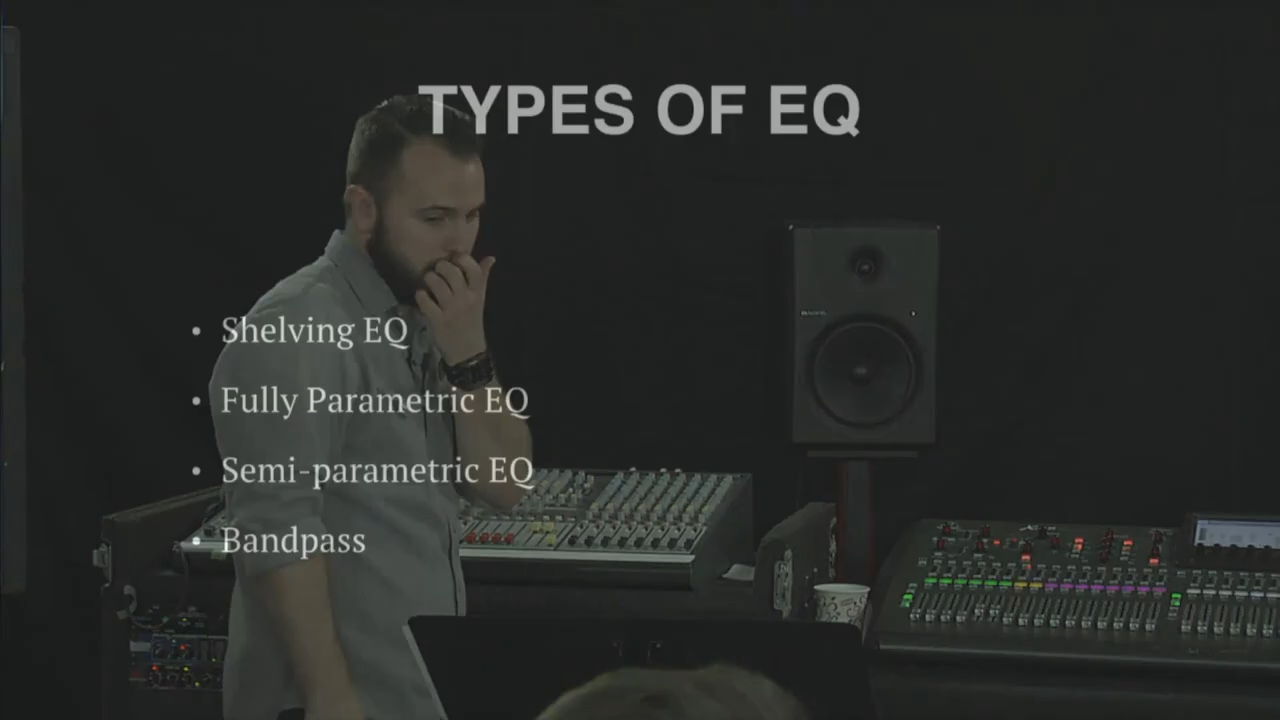 TYPES OF EQ
• Shelving EQ
• Fully Parametric EQ
• Semi-parametric EQ
• Bandpass